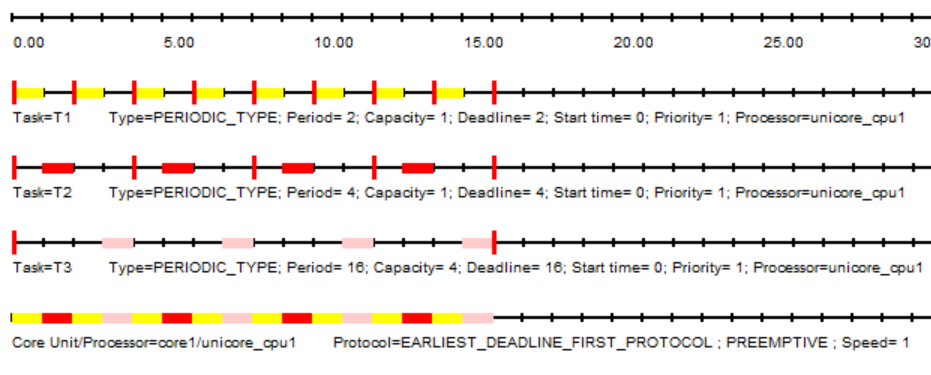 0.00 5.00 10.00 15.00 20.00 25.00 30
Task=T1 Type=PERIODIC_TYPE; Period= 2; Capacity= 1; Deadline= 2; Start time= 0; Priority= 1; Processor=unicore_cpu1
Task=T2 Type=PERIODIC_TYPE; Period= 4; Capacity= 1; Deadline= 4; Start time= 0; Priority= 1; Processor=unicore_cpu1
Task=T3 Type=PERIODIC_TYPE; Period= 16; Capacity= 4; Deadline= 16; Start time= 0; Priority= 1; Processor=unicore_cpu1
Core Unit/Processor=core1/unicore_cpu1 Protocol=EARLIEST_DEADLINE_FIRST_PROTOCOL ; PREEMPTIVE ; Speed= 1